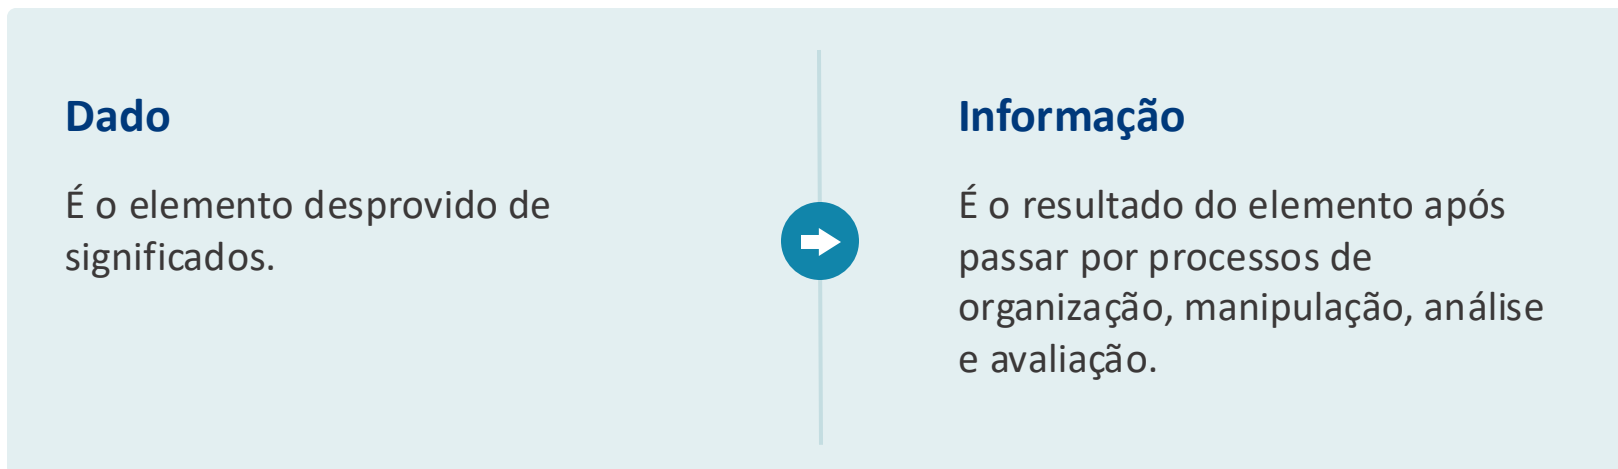 Dado
É o elemento desprovido de
significados.
Informação
É o resultado do elemento após
passar por processos de
organização, manipulação, análise
e avaliação.